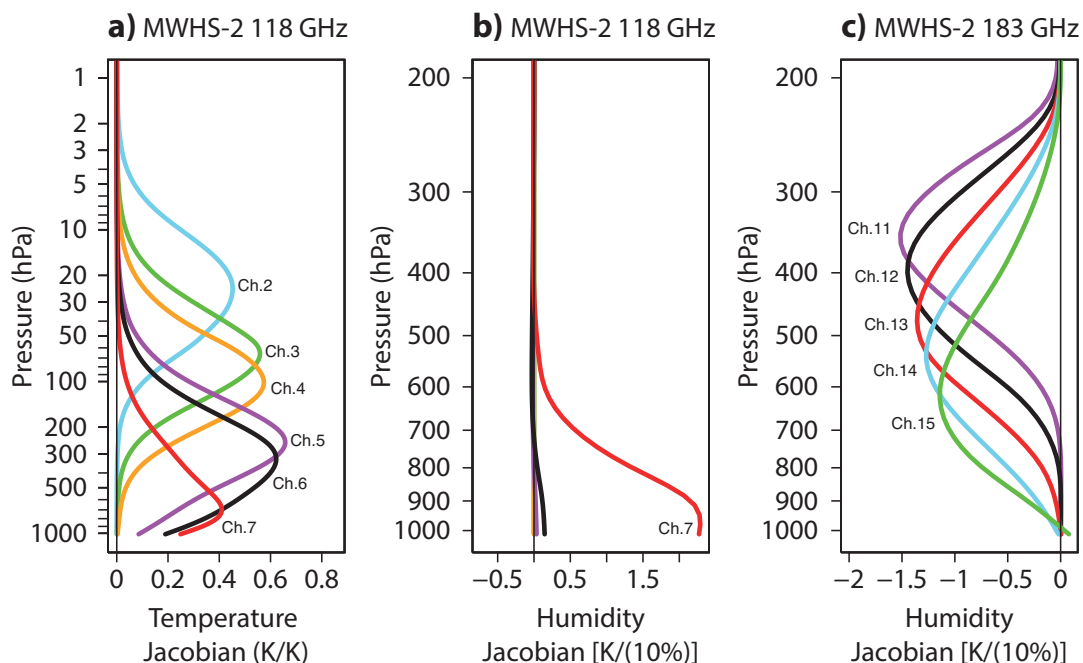 a) MWHS-2 118 GHz
Pressure (hPa)
1
2
3
5
10
20
30
50
100
200
300
500
1000
Ch.2
Ch.3
Ch.4
Ch.5
Ch.6
Ch.7
0 0.2 0.4 0.6 0.8
Temperature
Jacobian (K/K)
b) MWHS-2 118 GHz
Pressure (hPa)
200
300
400
500
600
700
800
900
1000
Ch.7
−0.5 0.5 1.5
Humidity
Jacobian [K/(10%)]
c) MWHS-2 183 GHz
Pressure (hPa)
200
300
400
500
600
700
800
900
1000
Ch.11
Ch.12
Ch.13
Ch.14
Ch.15
−2 −1.5 −1 −0.5 0
Humidity
Jacobian [K/(10%)]